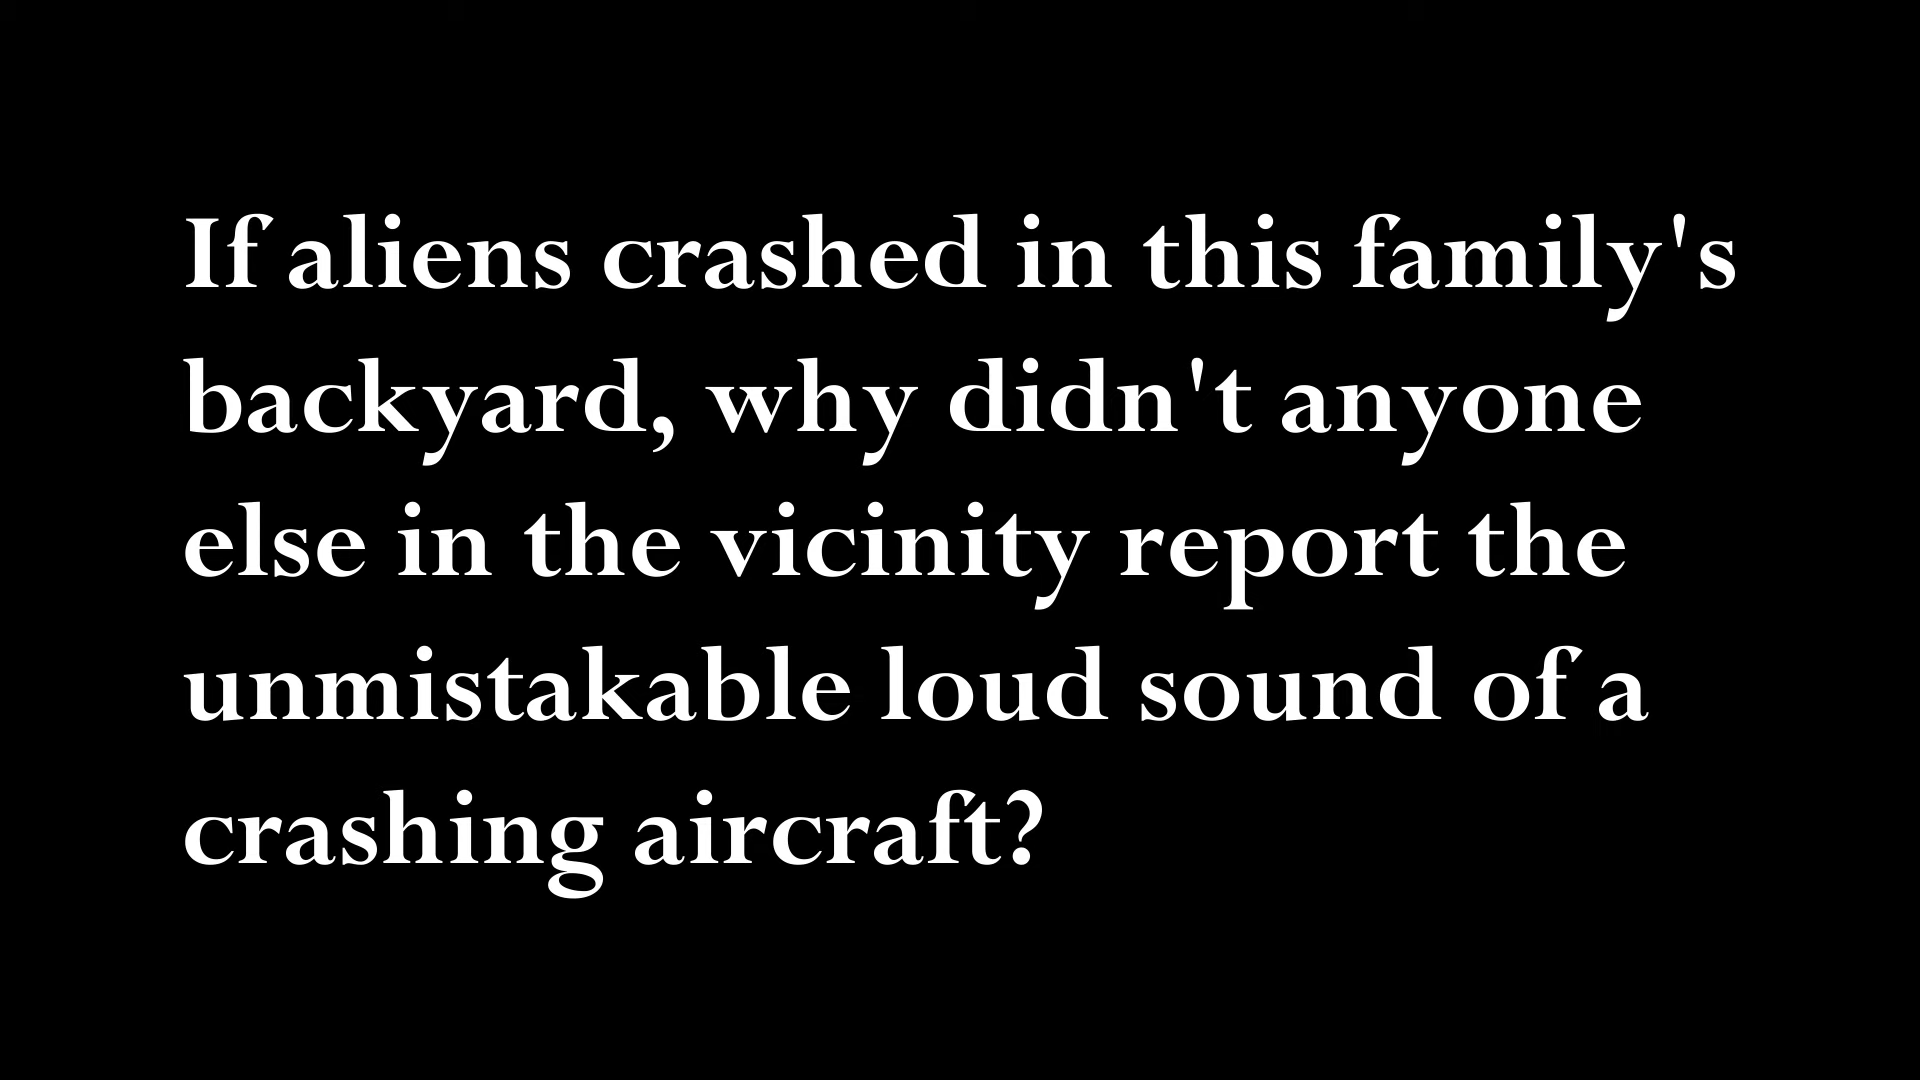 If aliens crashed in this family's
backyard, why didn't anyone
else in the vicinity report the
unmistakable loud sound of a
crashing aircraft?